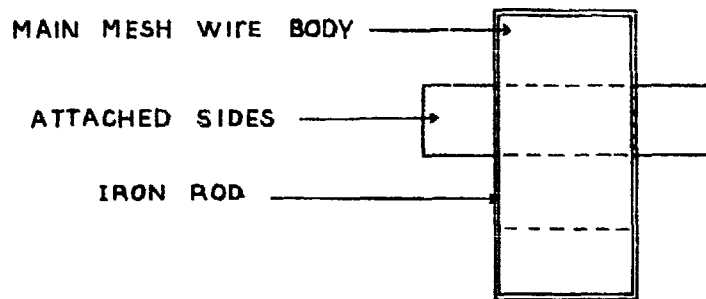 MAIN MESH WIRE BODY
ATTACHED SIDES
IRON ROD